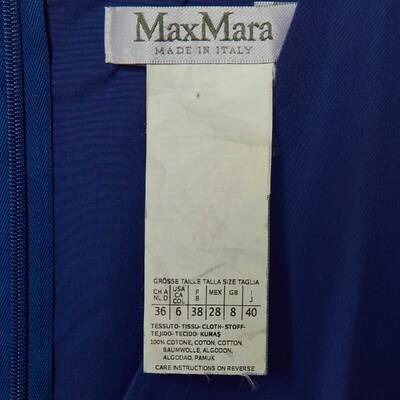 MaxMara
MADE IN ITALY
GRÖSSE TAILLE TALLA SIZE TAGLIA
CH A NL D USA CA COL F B MEX GB I J
36 6 38 28 8 40
TESSUTO-TISSU-CLOTH-STOFF-
TEJIDO-TECIDO-KUMAŞ
100% COTONE, COTON, COTTON,
BAUMWOLLE, ALGODON,
ALGODAO, PAMUK
CARE INSTRUCTIONS ON REVERSE